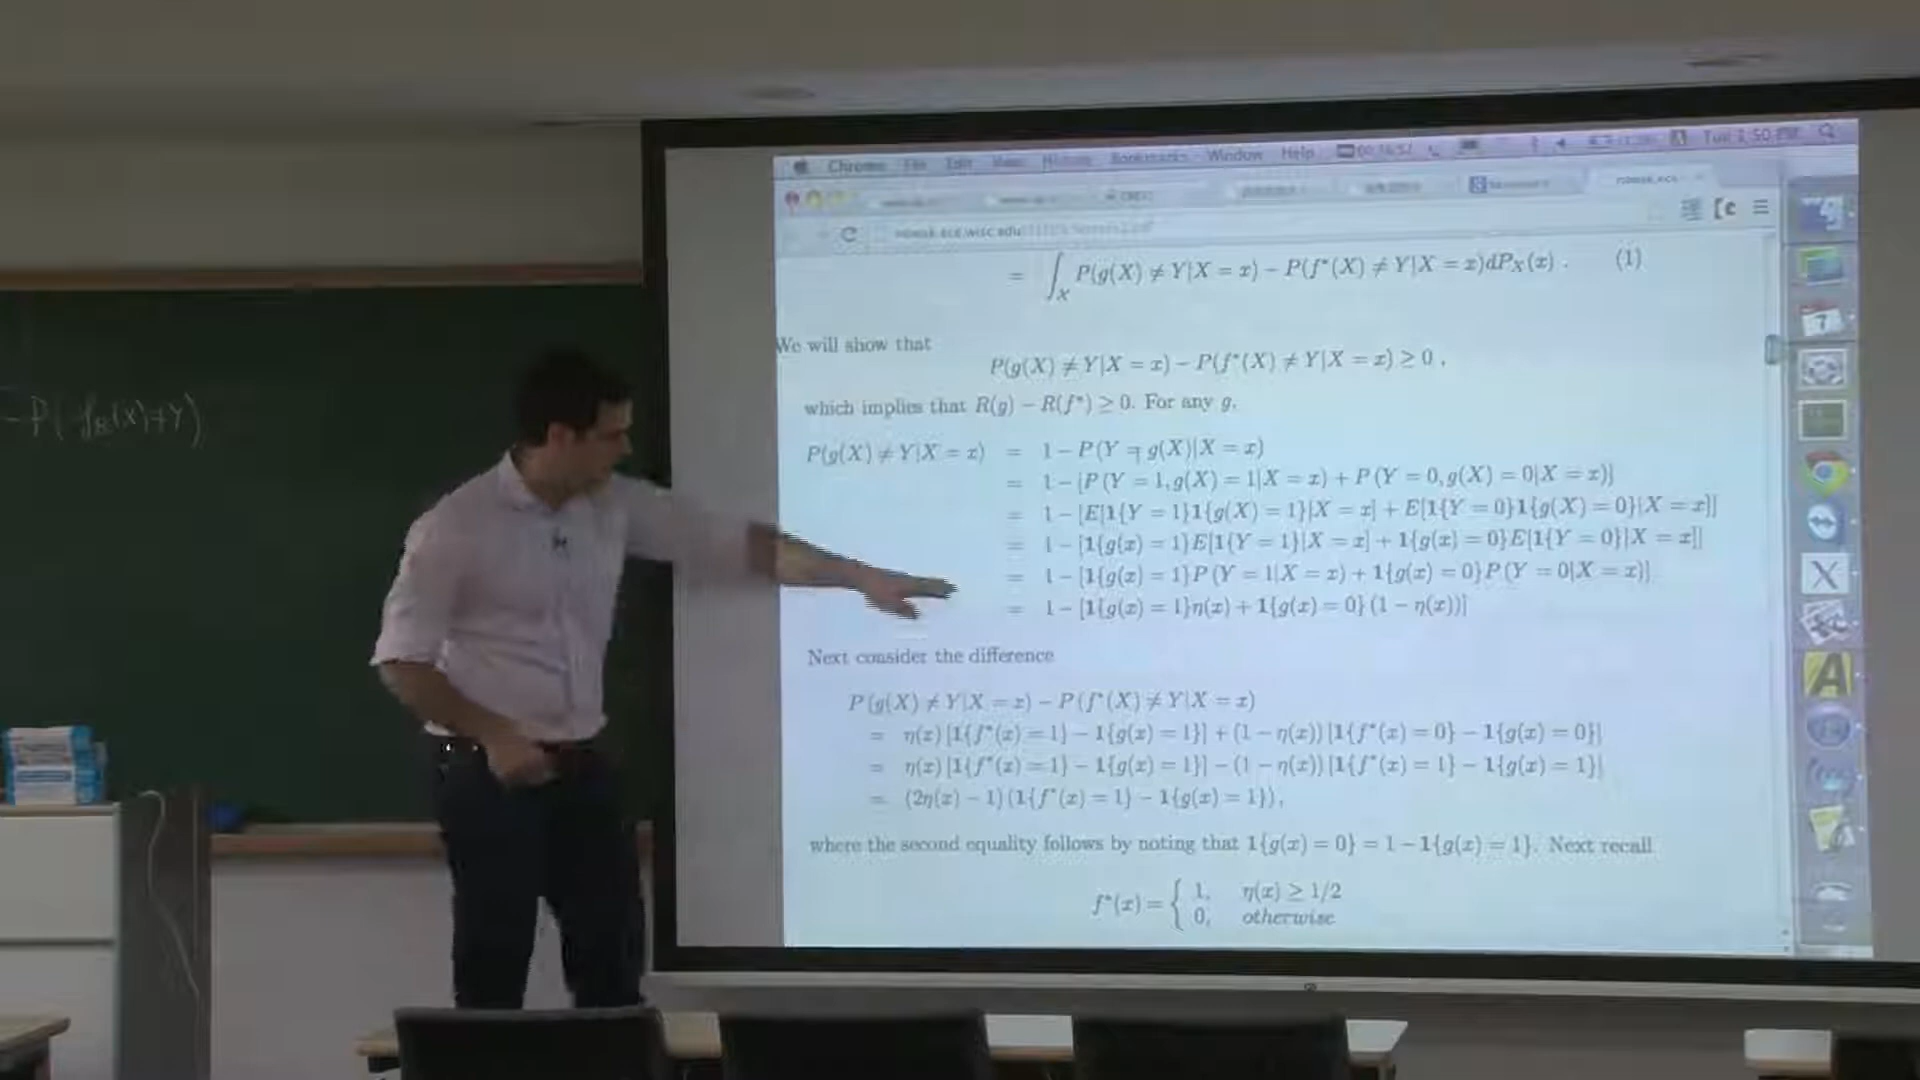 Chrome File Edit View History Bookmarks Window Help
nowak.ece.wisc.edu
= ∫_X P(g(X) ≠ Y|X = x) − P(f*(X) ≠ Y|X = x)dP_X(x) . (1)
We will show that
P(g(X) ≠ Y|X = x) − P(f*(X) ≠ Y|X = x) ≥ 0 ,
which implies that R(g) − R(f*) ≥ 0. For any g,
P(g(X) ≠ Y|X = x) = 1 − P(Y = g(X)|X = x)
= 1 − [P(Y = 1, g(X) = 1|X = x) + P(Y = 0, g(X) = 0|X = x)]
= 1 − [E[1{Y = 1}1{g(X) = 1}|X = x] + E[1{Y = 0}1{g(X) = 0}|X = x]]
= 1 − [1{g(x) = 1}E[1{Y = 1}|X = x] + 1{g(x) = 0}E[1{Y = 0}|X = x]]
= 1 − [1{g(x) = 1}P(Y = 1|X = x) + 1{g(x) = 0}P(Y = 0|X = x)]
= 1 − [1{g(x) = 1}η(x) + 1{g(x) = 0}(1 − η(x))]
Next consider the difference
P(g(X) ≠ Y|X = x) − P(f*(X) ≠ Y|X = x)
= η(x)[1{f*(x) = 1} − 1{g(x) = 1}] + (1 − η(x))[1{f*(x) = 0} − 1{g(x) = 0}]
= η(x)[1{f*(x) = 1} − 1{g(x) = 1}] − (1 − η(x))[1{f*(x) = 1} − 1{g(x) = 1}]
= (2η(x) − 1)(1{f*(x) = 1} − 1{g(x) = 1}),
where the second equality follows by noting that 1{g(x) = 0} = 1 − 1{g(x) = 1}. Next recall
f*(x) = { 1, η(x) ≥ 1/2
0, otherwise